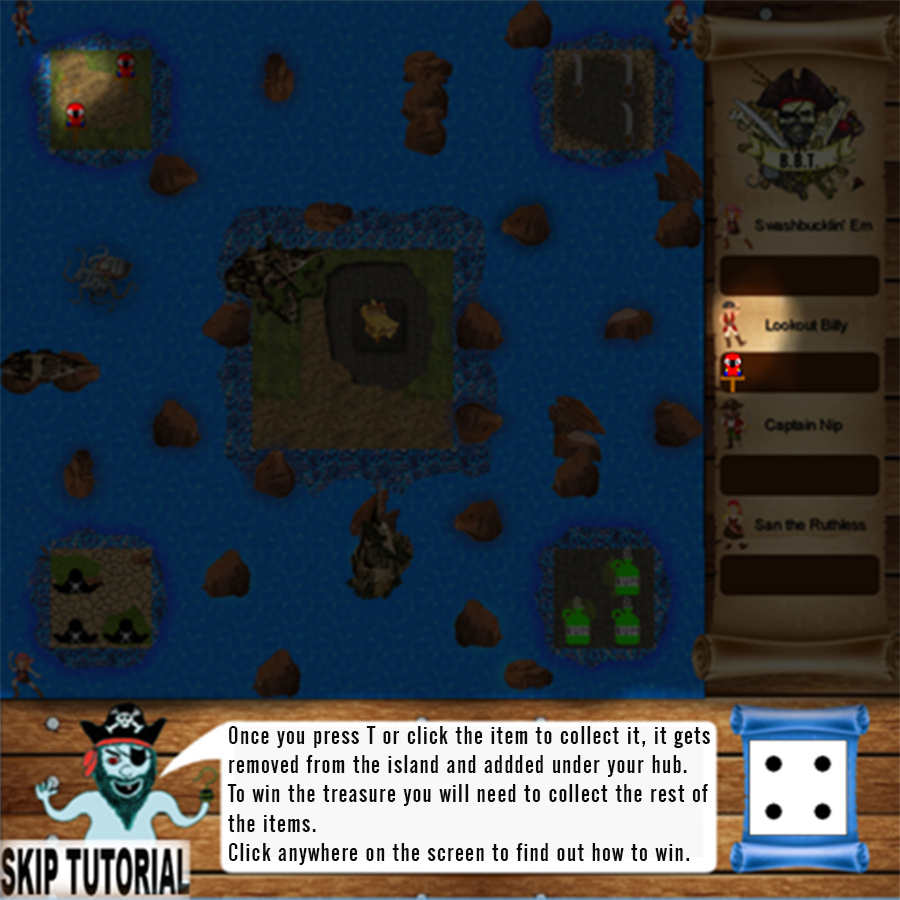 B.B.T.
Swashbucklin' Em
Lookout Billy
Captain Nip
San the Ruthless
RUM
RUM
RUM
Once you press T or click the item to collect it, it gets
removed from the island and addded under your hub.
To win the treasure you will need to collect the rest of
the items.
Click anywhere on the screen to find out how to win.
SKIP TUTORIAL